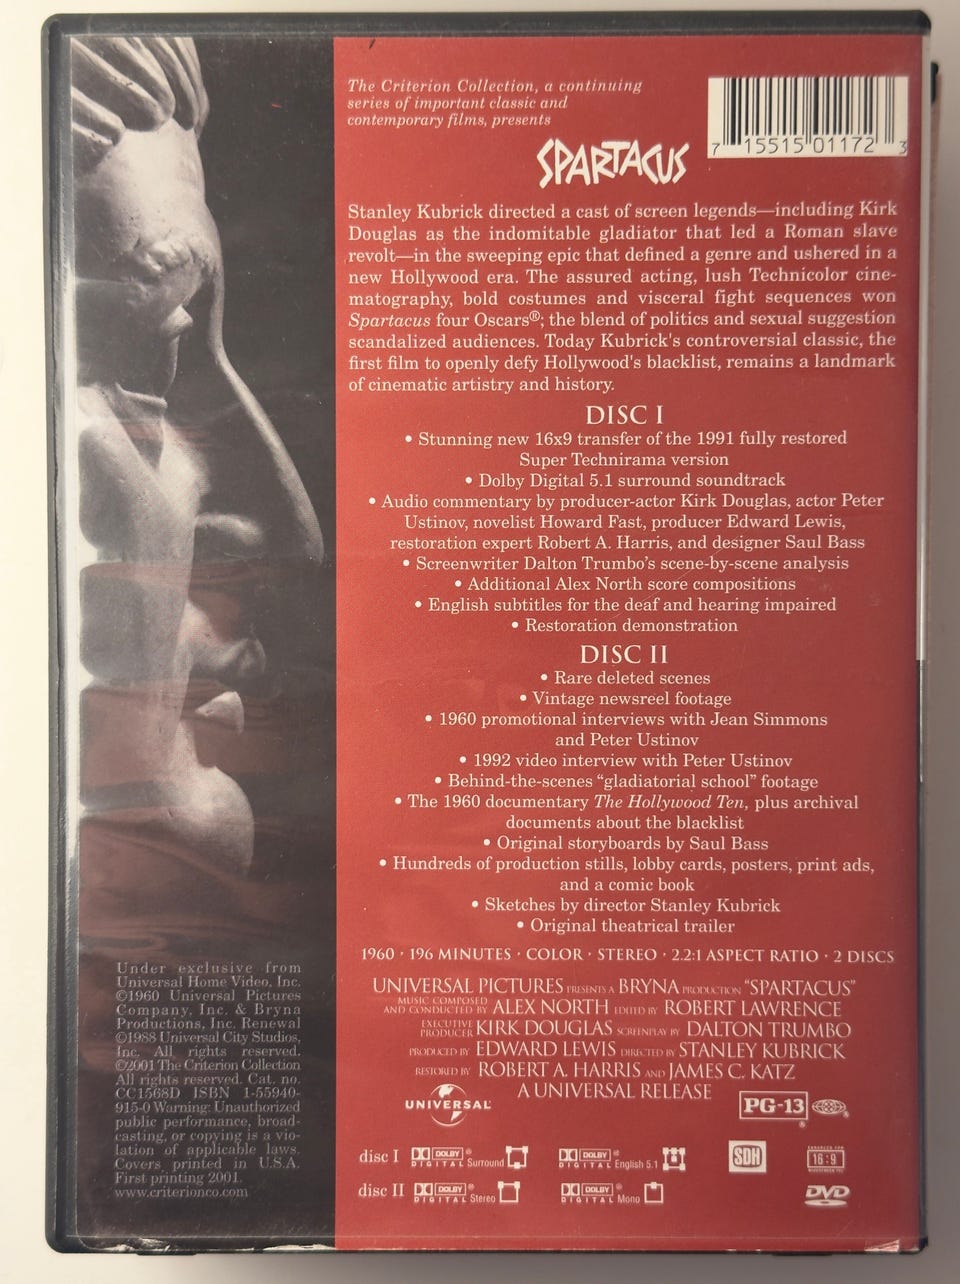 The Criterion Collection, a continuing
series of important classic and
contemporary films, presents
7 15515 01172 3
SPARTACUS
Stanley Kubrick directed a cast of screen legends—including Kirk
Douglas as the indomitable gladiator that led a Roman slave
revolt—in the sweeping epic that defined a genre and ushered in a
new Hollywood era. The assured acting, lush Technicolor cine-
matography, bold costumes and visceral fight sequences won
Spartacus four Oscars®; the blend of politics and sexual suggestion
scandalized audiences. Today Kubrick's controversial classic, the
first film to openly defy Hollywood's blacklist, remains a landmark
of cinematic artistry and history.
DISC I
• Stunning new 16x9 transfer of the 1991 fully restored
Super Technirama version
• Dolby Digital 5.1 surround soundtrack
• Audio commentary by producer-actor Kirk Douglas, actor Peter
Ustinov, novelist Howard Fast, producer Edward Lewis,
restoration expert Robert A. Harris, and designer Saul Bass
• Screenwriter Dalton Trumbo's scene-by-scene analysis
• Additional Alex North score compositions
• English subtitles for the deaf and hearing impaired
• Restoration demonstration
DISC II
• Rare deleted scenes
• Vintage newsreel footage
• 1960 promotional interviews with Jean Simmons
and Peter Ustinov
• 1992 video interview with Peter Ustinov
• Behind-the-scenes “gladiatorial school” footage
• The 1960 documentary The Hollywood Ten, plus archival
documents about the blacklist
• Original storyboards by Saul Bass
• Hundreds of production stills, lobby cards, posters, print ads,
and a comic book
• Sketches by director Stanley Kubrick
• Original theatrical trailer
1960 · 196 MINUTES · COLOR · STEREO · 2.2:1 ASPECT RATIO · 2 DISCS
UNIVERSAL PICTURES PRESENTS A BRYNA PRODUCTION "SPARTACUS"
MUSIC COMPOSED AND CONDUCTED BY ALEX NORTH EDITED BY ROBERT LAWRENCE
EXECUTIVE PRODUCER KIRK DOUGLAS SCREENPLAY BY DALTON TRUMBO
PRODUCED BY EDWARD LEWIS DIRECTED BY STANLEY KUBRICK
RESTORED BY ROBERT A. HARRIS AND JAMES C. KATZ
A UNIVERSAL RELEASE
UNIVERSAL
PG-13 ®
disc I DOLBY DIGITAL ® Surround DOLBY DIGITAL ® English 5.1 SDH ENHANCED FOR 16:9 WIDESCREEN TVs
disc II DOLBY DIGITAL ® Stereo DOLBY DIGITAL ® Mono DVD VIDEO
Under exclusive from
Universal Home Video, Inc.
©1960 Universal Pictures
Company, Inc. & Bryna
Productions, Inc. Renewal
©1988 Universal City Studios,
Inc. All rights reserved.
©2001 The Criterion Collection
All rights reserved. Cat. no.
CC1568D ISBN 1-55940-
915-0 Warning: Unauthorized
public performance, broad-
casting, or copying is a vio-
lation of applicable laws.
Covers printed in U.S.A.
First printing 2001.
www.criterionco.com